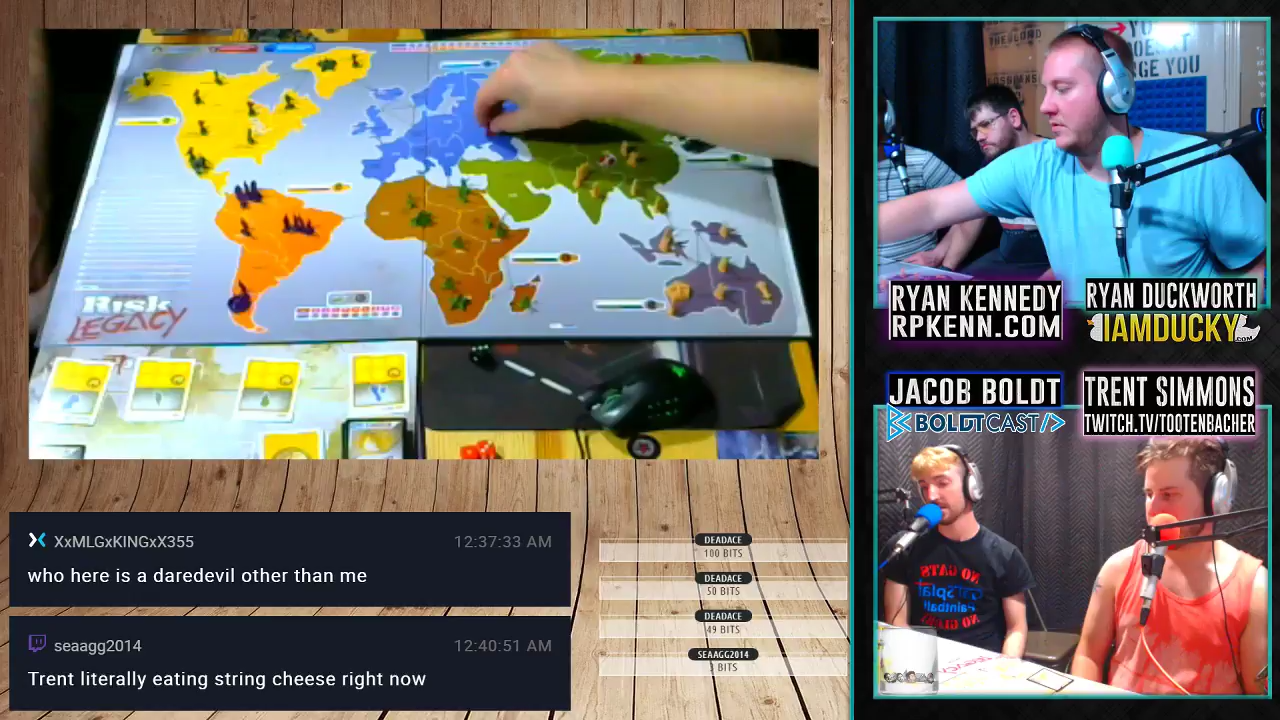 Risk
LEGACY
RYAN KENNEDY
RPKENN.COM
RYAN DUCKWORTH
IAMDUCKY
.COM
JACOB BOLDT
BOLDTCAST/>
TRENT SIMMONS
TWITCH.TV/TOOTENBACHER
XxMLGxKINGxX355
12:37:33 AM
who here is a daredevil other than me
seaagg2014
12:40:51 AM
Trent literally eating string cheese right now
DEADACE
100 BITS
DEADACE
50 BITS
DEADACE
49 BITS
SEAAGG2014
3 BITS